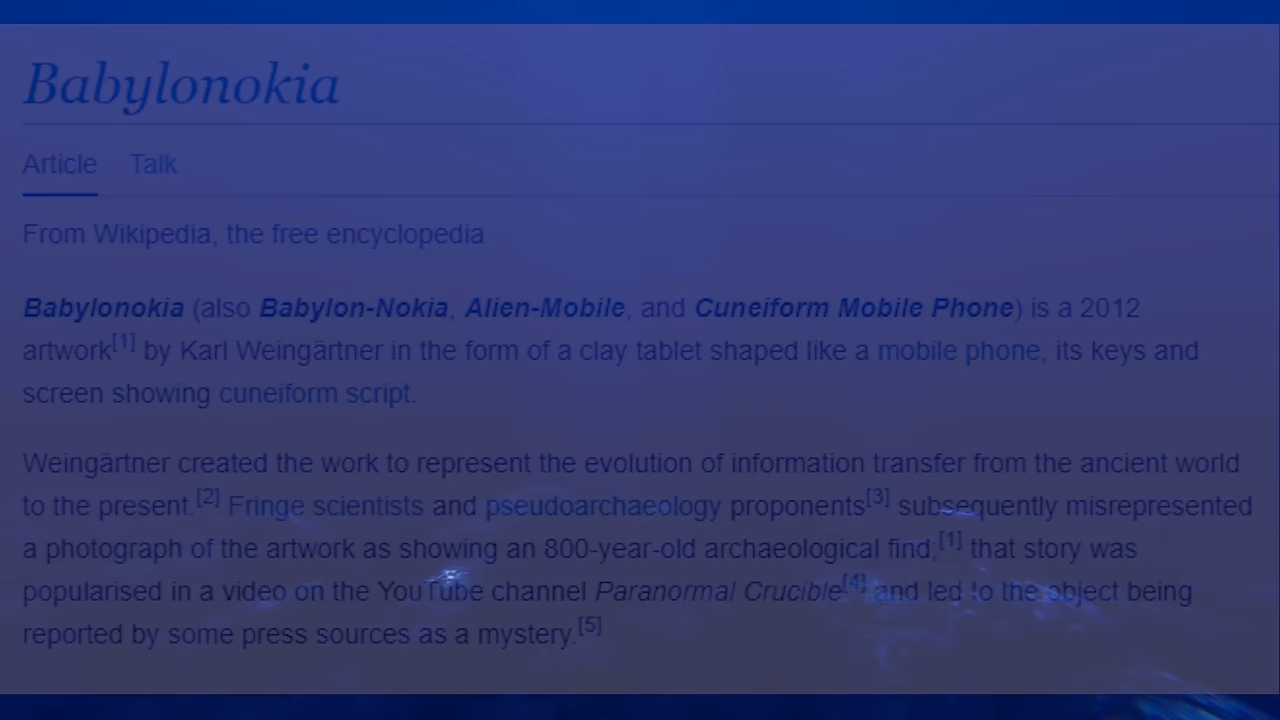 Babylonokia
Article Talk
From Wikipedia, the free encyclopedia
Babylonokia (also Babylon-Nokia, Alien-Mobile, and Cuneiform Mobile Phone) is a 2012
artwork[1] by Karl Weingärtner in the form of a clay tablet shaped like a mobile phone, its keys and
screen showing cuneiform script.
Weingärtner created the work to represent the evolution of information transfer from the ancient world
to the present.[2] Fringe scientists and pseudoarchaeology proponents[3] subsequently misrepresented
a photograph of the artwork as showing an 800-year-old archaeological find;[1] that story was
popularised in a video on the YouTube channel Paranormal Crucible[4] and led to the object being
reported by some press sources as a mystery.[5]